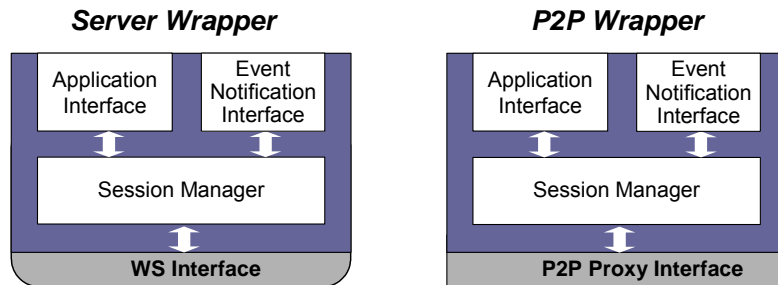 Server Wrapper
Application
Interface
Event
Notification
Interface
Session Manager
WS Interface
P2P Wrapper
Application
Interface
Event
Notification
Interface
Session Manager
P2P Proxy Interface